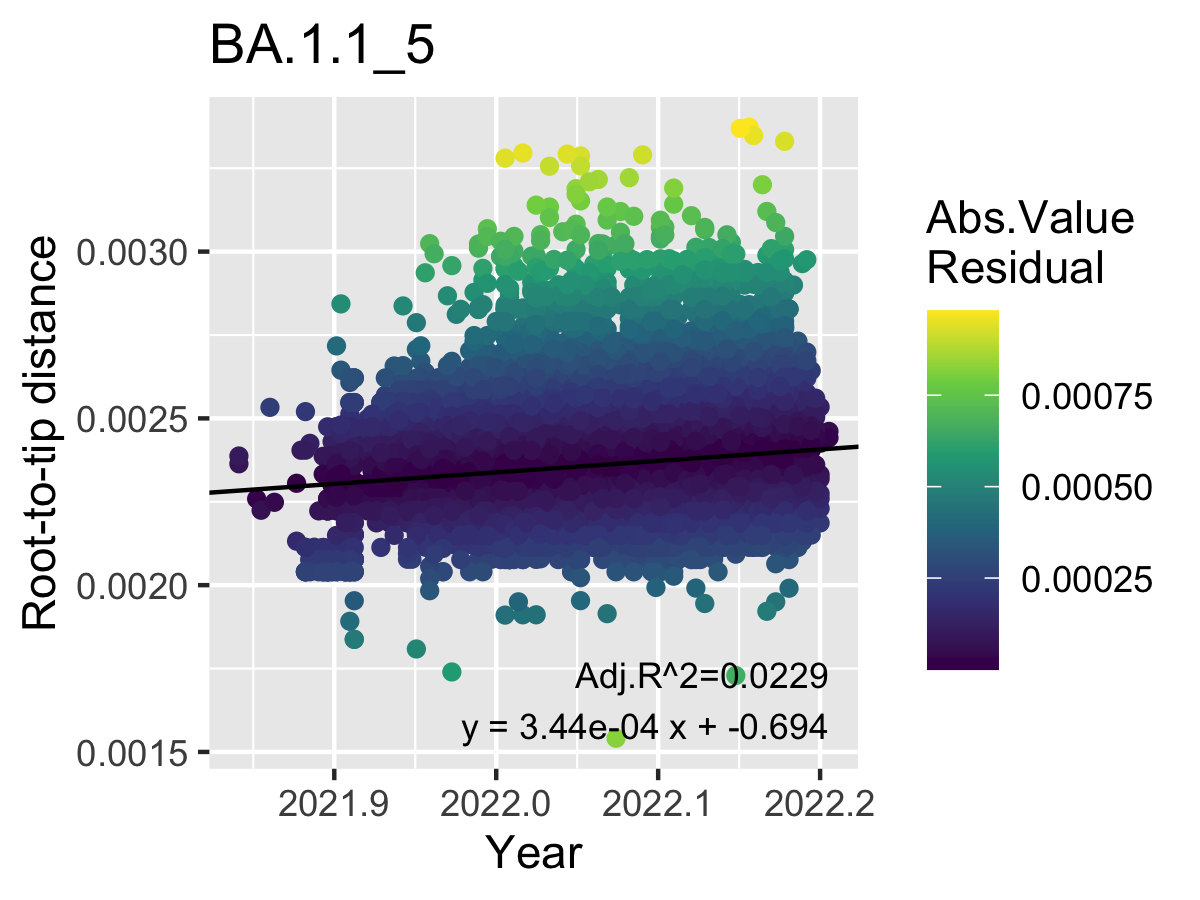 BA.1.1_5
Root-to-tip distance
0.0030
0.0025
0.0020
0.0015
Adj.R^2=0.0229
y = 3.44e-04 x + -0.694
2021.9 2022.0 2022.1 2022.2
Year
Abs.Value
Residual
0.00075
0.00050
0.00025